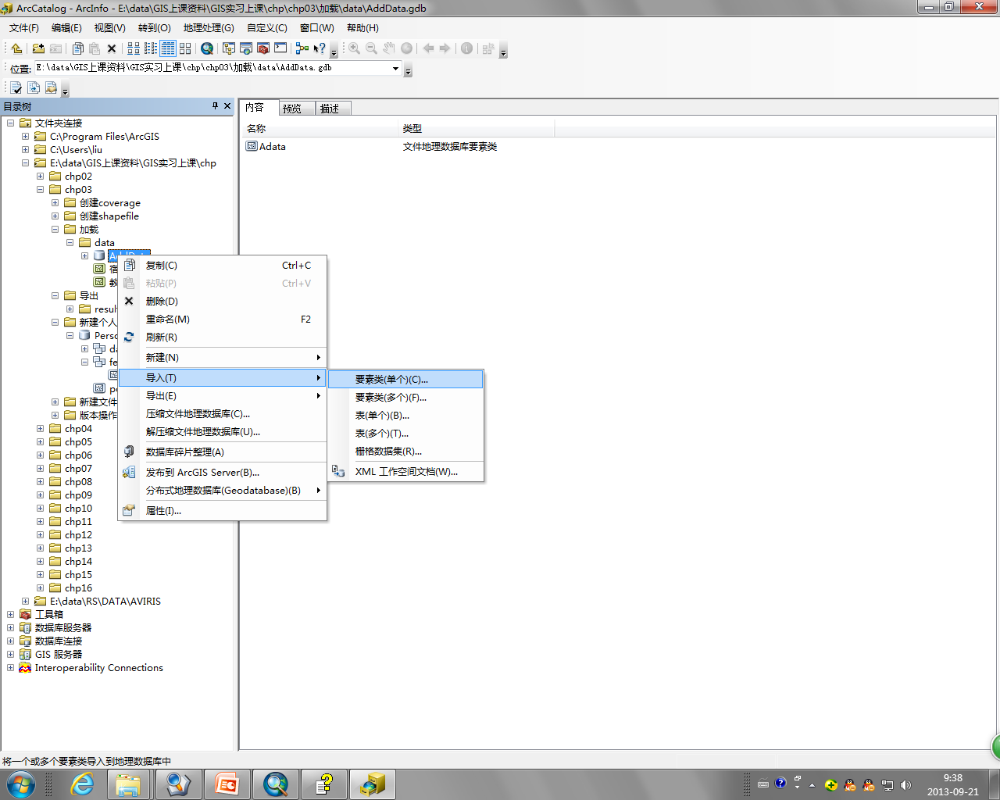 ArcCatalog - ArcInfo - E:\data\GIS上课资料\GIS实习上课\chp\chp03\加载\data\AddData.gdb
文件(F) 编辑(E) 视图(V) 转到(O) 地理处理(G) 自定义(C) 窗口(W) 帮助(H)
位置: E:\data\GIS上课资料\GIS实习上课\chp\chp03\加载\data\AddData.gdb
目录树
文件夹连接
C:\Program Files\ArcGIS
C:\Users\liu
E:\data\GIS上课资料\GIS实习上课\chp
chp02
chp03
创建coverage
创建shapefile
加载
data
导出
新建个人
新建文件
版本操作
chp04
chp05
chp06
chp07
chp08
chp09
chp10
chp11
chp12
chp13
chp14
chp15
chp16
E:\data\RS\DATA\AVIRIS
工具箱
数据库服务器
数据库连接
GIS 服务器
Interoperability Connections
内容 预览 描述
名称 类型
Adata 文件地理数据库要素类
复制(C) Ctrl+C
粘贴(P) Ctrl+V
删除(D)
重命名(M) F2
刷新(R)
新建(N)
导入(T)
导出(E)
压缩文件地理数据库(C)...
解压缩文件地理数据库(U)...
数据库碎片整理(A)
发布到 ArcGIS Server(B)...
分布式地理数据库(Geodatabase)(B)
属性(I)...
要素类(单个)(C)...
要素类(多个)(F)...
表(单个)(B)...
表(多个)(T)...
栅格数据集(R)...
XML 工作空间文档(W)...
将一个或多个要素类导入到地理数据库中
9:38
2013-09-21